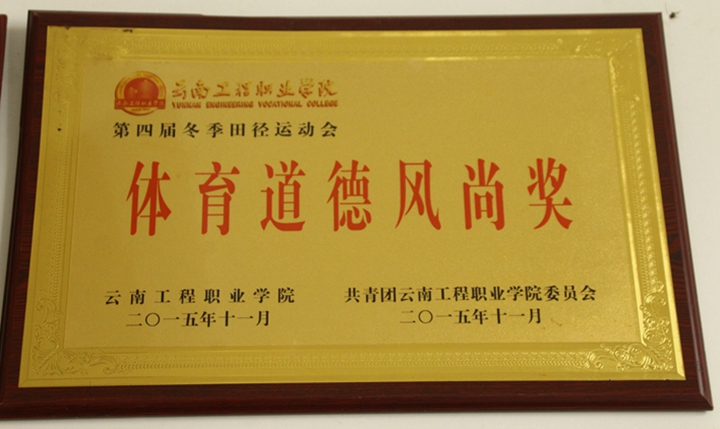 云南工程职业学院
YUNNAN ENGINEERING VOCATIONAL COLLEGE
第四届冬季田径运动会
体育道德风尚奖
云南工程职业学院 共青团云南工程职业学院委员会
二〇一五年十一月 二〇一五年十一月